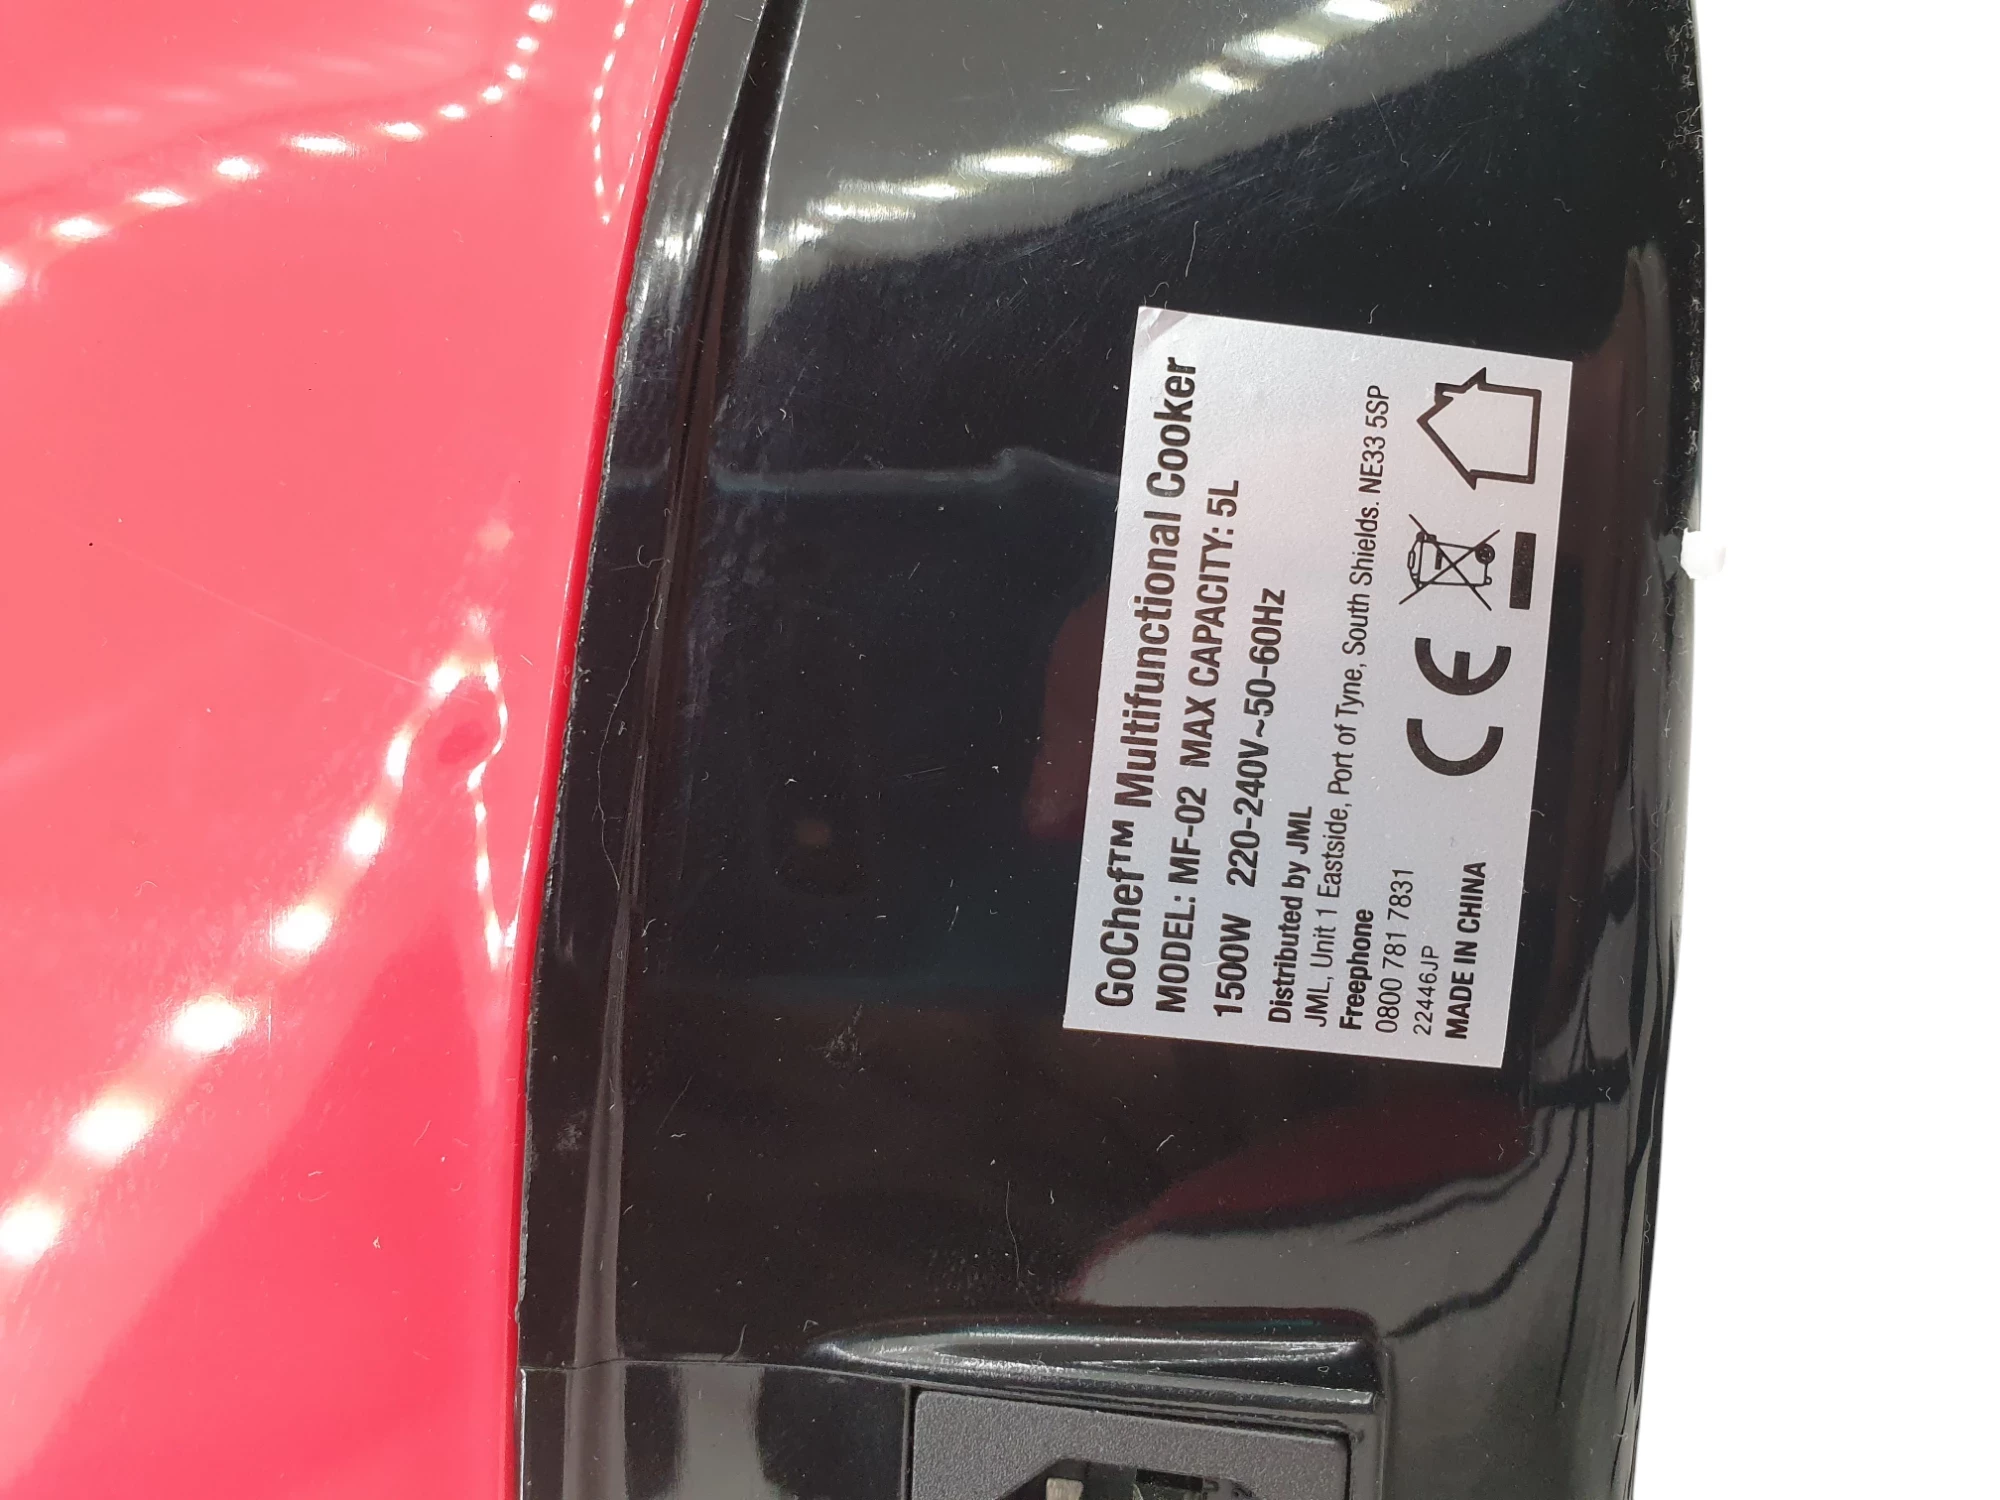 GoChef™ Multifunctional Cooker
MODEL: MF-02 MAX CAPACITY: 5L
1500W 220-240V~50-60Hz
Distributed by JML
JML, Unit 1 Eastside, Port of Tyne, South Shields. NE33 5SP
Freephone
0800 781 7831
22446JP
MADE IN CHINA
CE